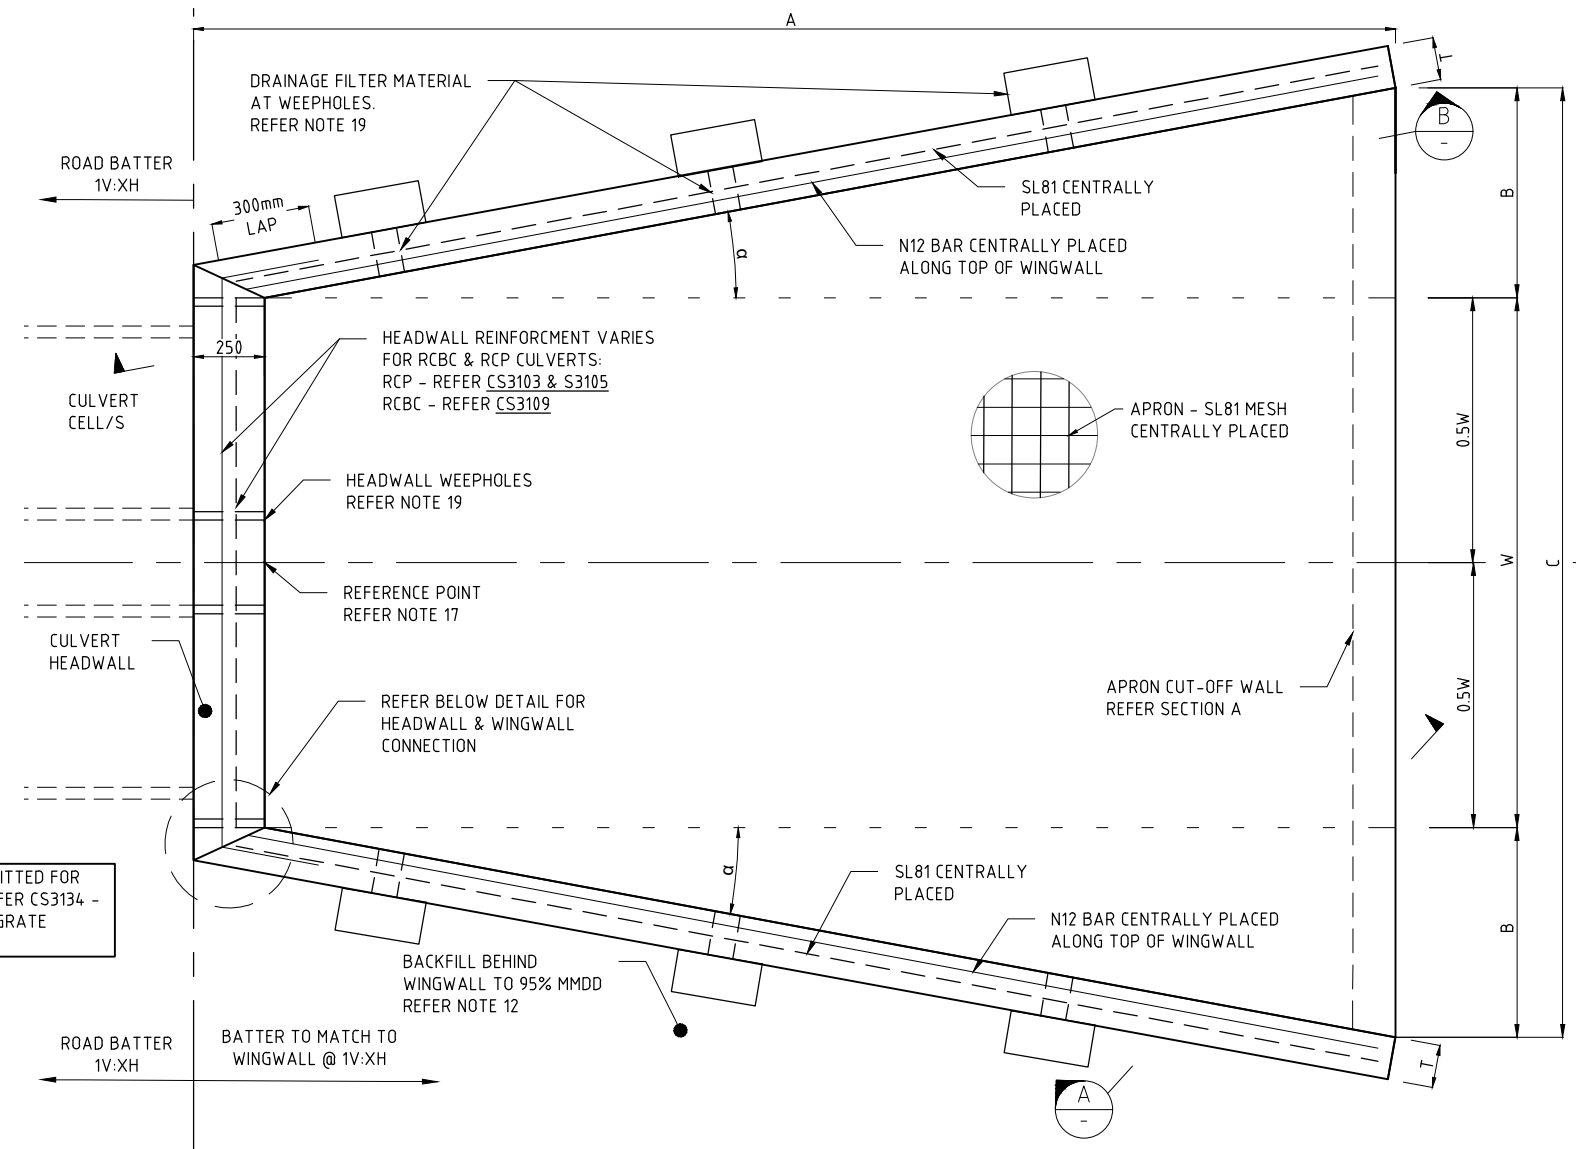 A
DRAINAGE FILTER MATERIAL
AT WEEPHOLES.
REFER NOTE 19
T
B
-
ROAD BATTER
1V:XH
300mm
LAP
SL81 CENTRALLY
PLACED
B
N12 BAR CENTRALLY PLACED
ALONG TOP OF WINGWALL
α
250
HEADWALL REINFORCMENT VARIES
FOR RCBC & RCP CULVERTS:
RCP - REFER CS3103 & S3105
RCBC - REFER CS3109
CULVERT
CELL/S
APRON - SL81 MESH
CENTRALLY PLACED
0.5W
HEADWALL WEEPHOLES
REFER NOTE 19
W
C
REFERENCE POINT
REFER NOTE 17
CULVERT
HEADWALL
REFER BELOW DETAIL FOR
HEADWALL & WINGWALL
CONNECTION
APRON CUT-OFF WALL
REFER SECTION A
0.5W
ITTED FOR
FER CS3134 -
GRATE
α
SL81 CENTRALLY
PLACED
N12 BAR CENTRALLY PLACED
ALONG TOP OF WINGWALL
B
BACKFILL BEHIND
WINGWALL TO 95% MMDD
REFER NOTE 12
ROAD BATTER
1V:XH
BATTER TO MATCH TO
WINGWALL @ 1V:XH
T
A
-